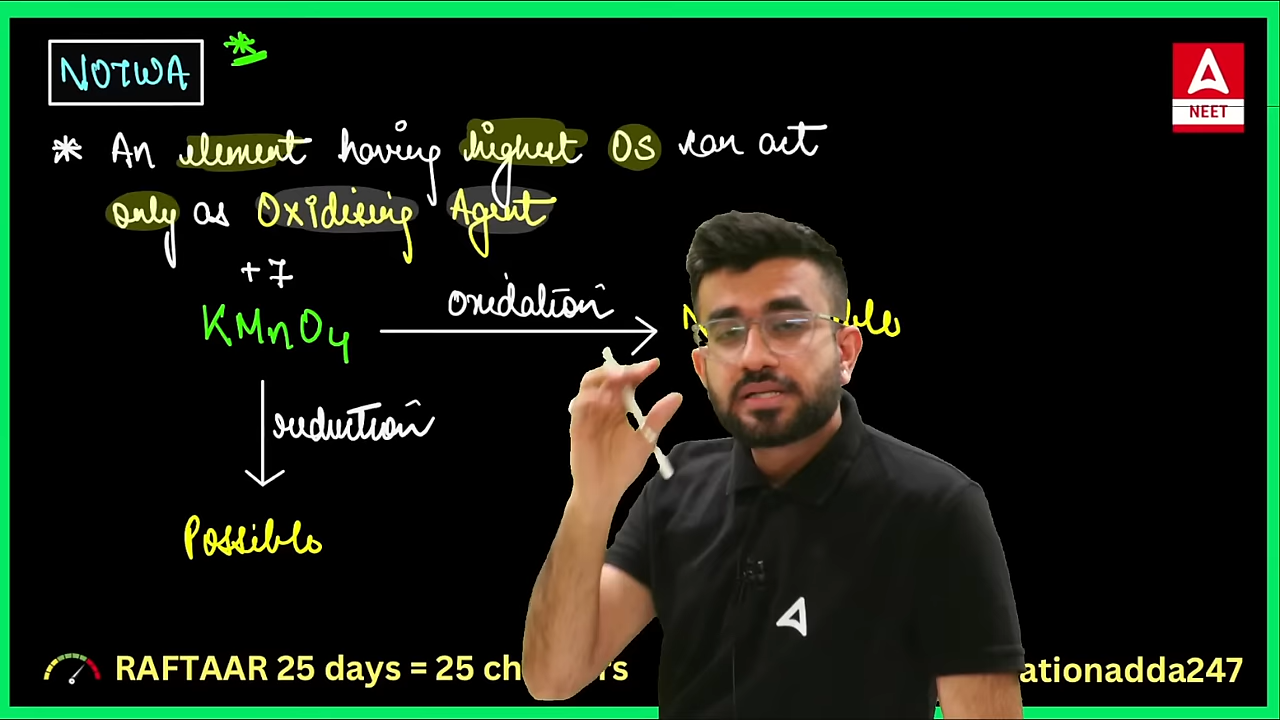 NOTWA *
NEET
* An element having highest OS can act
only as Oxidising Agent
+7
KMnO4
oxidation
reduction
Possible
RAFTAAR 25 days = 25 ch rs
ationadda247